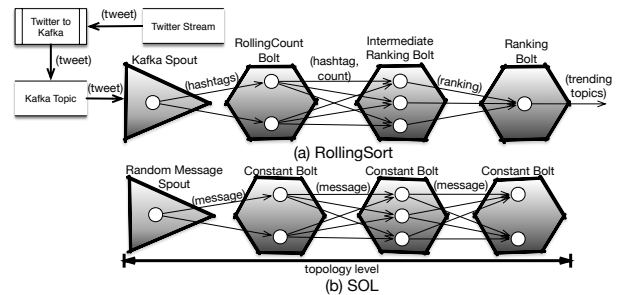 (tweet)
Twitter to
Kafka
Twitter Stream
(tweet)
Kafka Topic
(tweet)
Kafka Spout
(hashtags)
RollingCount
Bolt
(hashtag,
count)
Intermediate
Ranking Bolt
(ranking)
Ranking
Bolt
(trending
topics)
(a) RollingSort
Random Message
Spout
(message)
Constant Bolt
(message)
Constant Bolt
(message)
Constant Bolt
topology level
(b) SOL